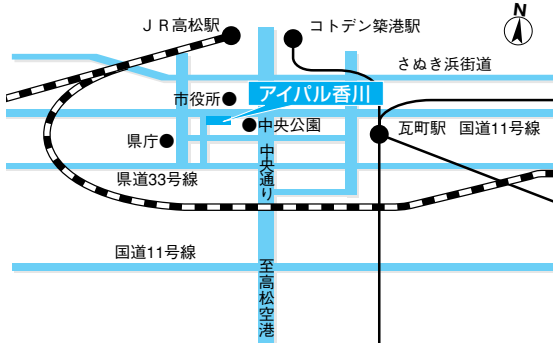 JR高松駅
コトデン築港駅
N
さぬき浜街道
市役所
アイパル香川
中央公園
瓦町駅
国道11号線
県庁
県道33号線
中央通り
国道11号線
至高松空港